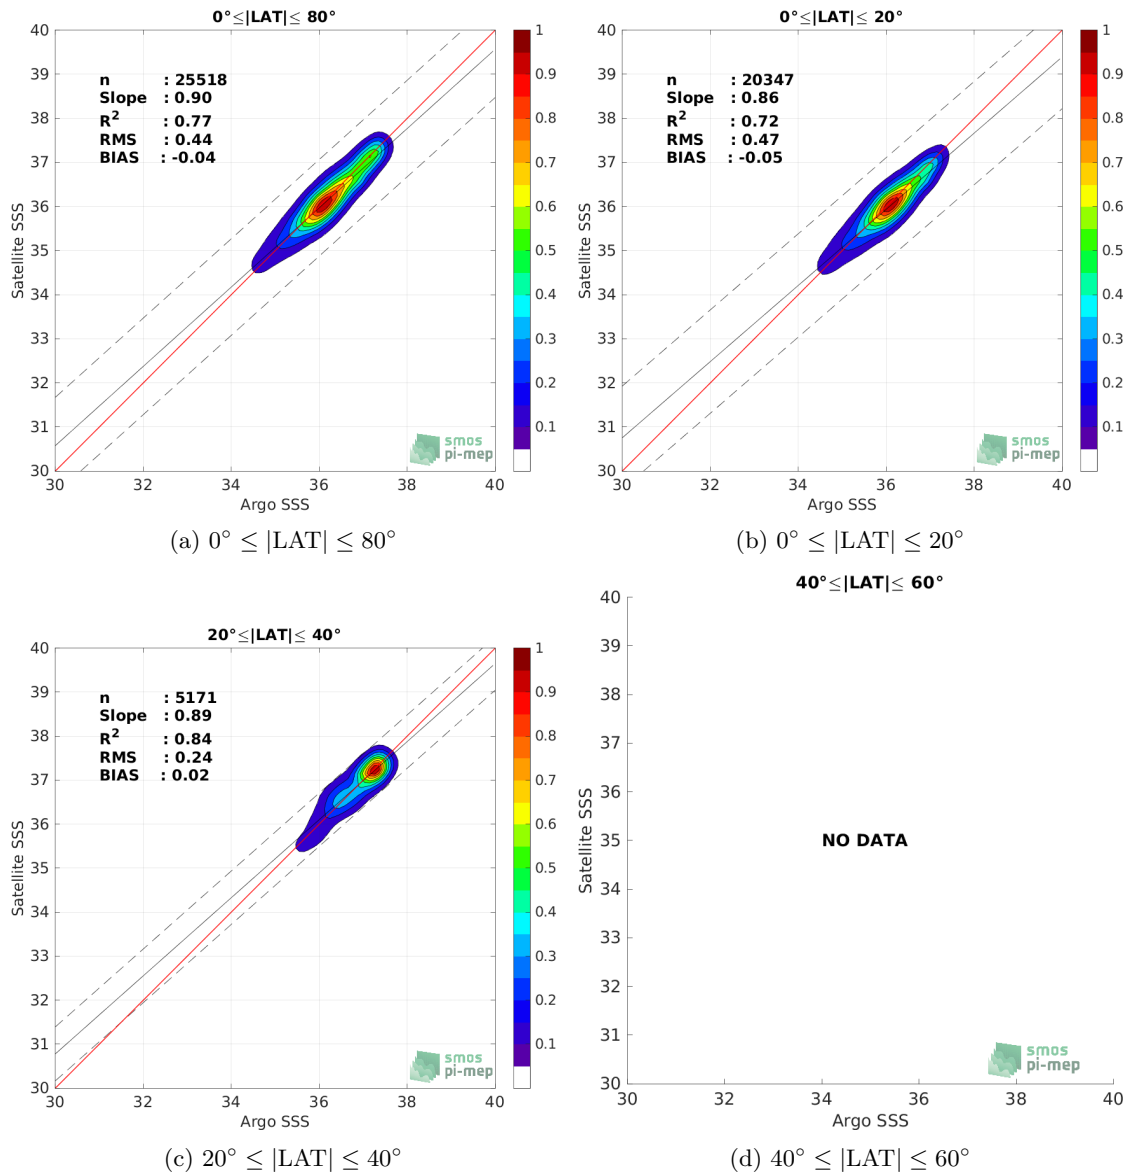 0°≤|LAT|≤ 80°
40
39
38
37
36
35
34
33
32
31
30
Satellite SSS
n : 25518
Slope : 0.90
R² : 0.77
RMS : 0.44
BIAS : -0.04
1
0.9
0.8
0.7
0.6
0.5
0.4
0.3
0.2
0.1
smos
pi-mep
30 32 34 36 38 40
Argo SSS
(a) 0° ≤ |LAT| ≤ 80°
0°≤|LAT|≤ 20°
40
39
38
37
36
35
34
33
32
31
30
Satellite SSS
n : 20347
Slope : 0.86
R² : 0.72
RMS : 0.47
BIAS : -0.05
1
0.9
0.8
0.7
0.6
0.5
0.4
0.3
0.2
0.1
smos
pi-mep
30 32 34 36 38 40
Argo SSS
(b) 0° ≤ |LAT| ≤ 20°
20°≤|LAT|≤ 40°
40
39
38
37
36
35
34
33
32
31
30
Satellite SSS
n : 5171
Slope : 0.89
R² : 0.84
RMS : 0.24
BIAS : 0.02
1
0.9
0.8
0.7
0.6
0.5
0.4
0.3
0.2
0.1
smos
pi-mep
30 32 34 36 38 40
Argo SSS
(c) 20° ≤ |LAT| ≤ 40°
40°≤|LAT|≤ 60°
40
39
38
37
36
35
34
33
32
31
30
Satellite SSS
NO DATA
smos
pi-mep
30 32 34 36 38 40
Argo SSS
(d) 40° ≤ |LAT| ≤ 60°